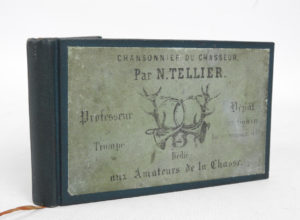 CHANSONNIER DU CHASSEUR.
Par N. TELLIER.
Professeur
Trompe
Dépôt
Dédié
aux Amateurs de la Chasse.